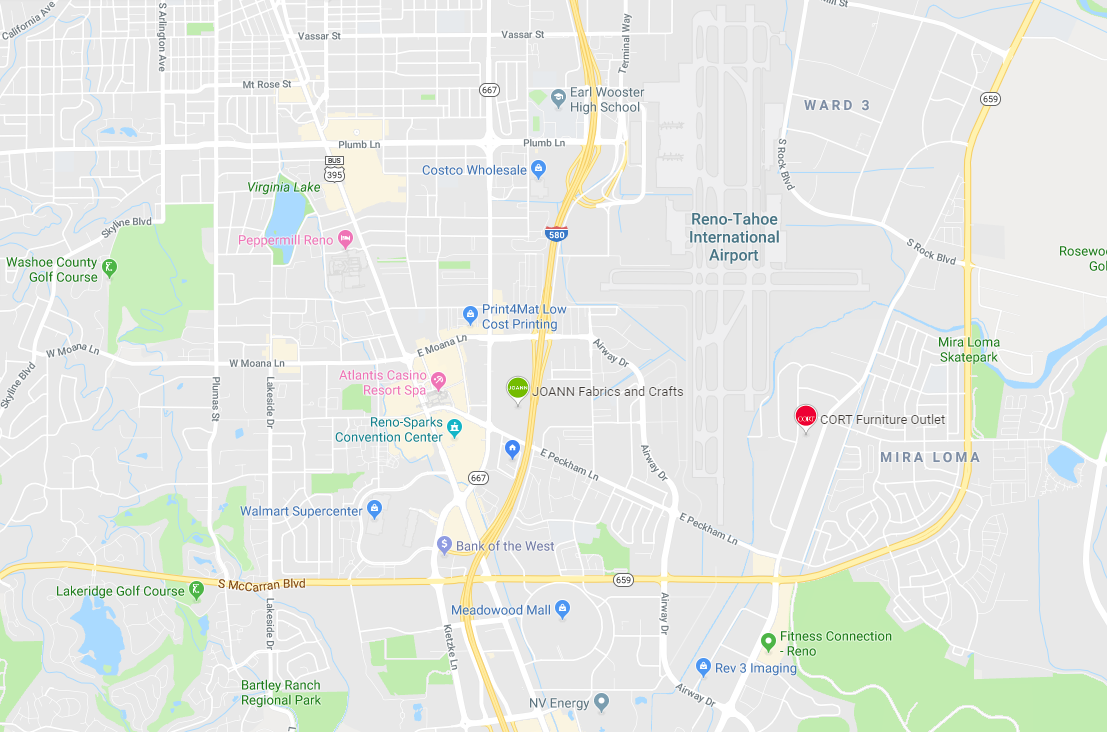 California Ave
S Arlington Ave
Vassar St
Vassar St
Terminal Way
Mt Rose St
667
Earl Wooster
High School
WARD 3
659
Plumb Ln
Plumb Ln
BUS
395
Costco Wholesale
S Rock Blvd
Virginia Lake
Skyline Blvd
Peppermill Reno
580
Reno-Tahoe
International
Airport
S Rock Blvd
Washoe County
Golf Course
Print4Mat Low
Cost Printing
E Moana Ln
W Moana Ln
W Moana Ln
Airway Dr
Mira Loma
Skatepark
Skyline Blvd
Plumas St
Lakeside Dr
Atlantis Casino
Resort Spa
JOANN
JOANN Fabrics and Crafts
CORT
CORT Furniture Outlet
Reno-Sparks
Convention Center
MIRA LOMA
E Peckham Ln
Airway Dr
667
Walmart Supercenter
E Peckham Ln
$
Bank of the West
S McCarran Blvd
659
Lakeridge Golf Course
Lakeside Dr
Meadowood Mall
Airway Dr
Kietzke Ln
Fitness Connection
- Reno
Rev 3 Imaging
Bartley Ranch
Regional Park
Airway Dr
NV Energy